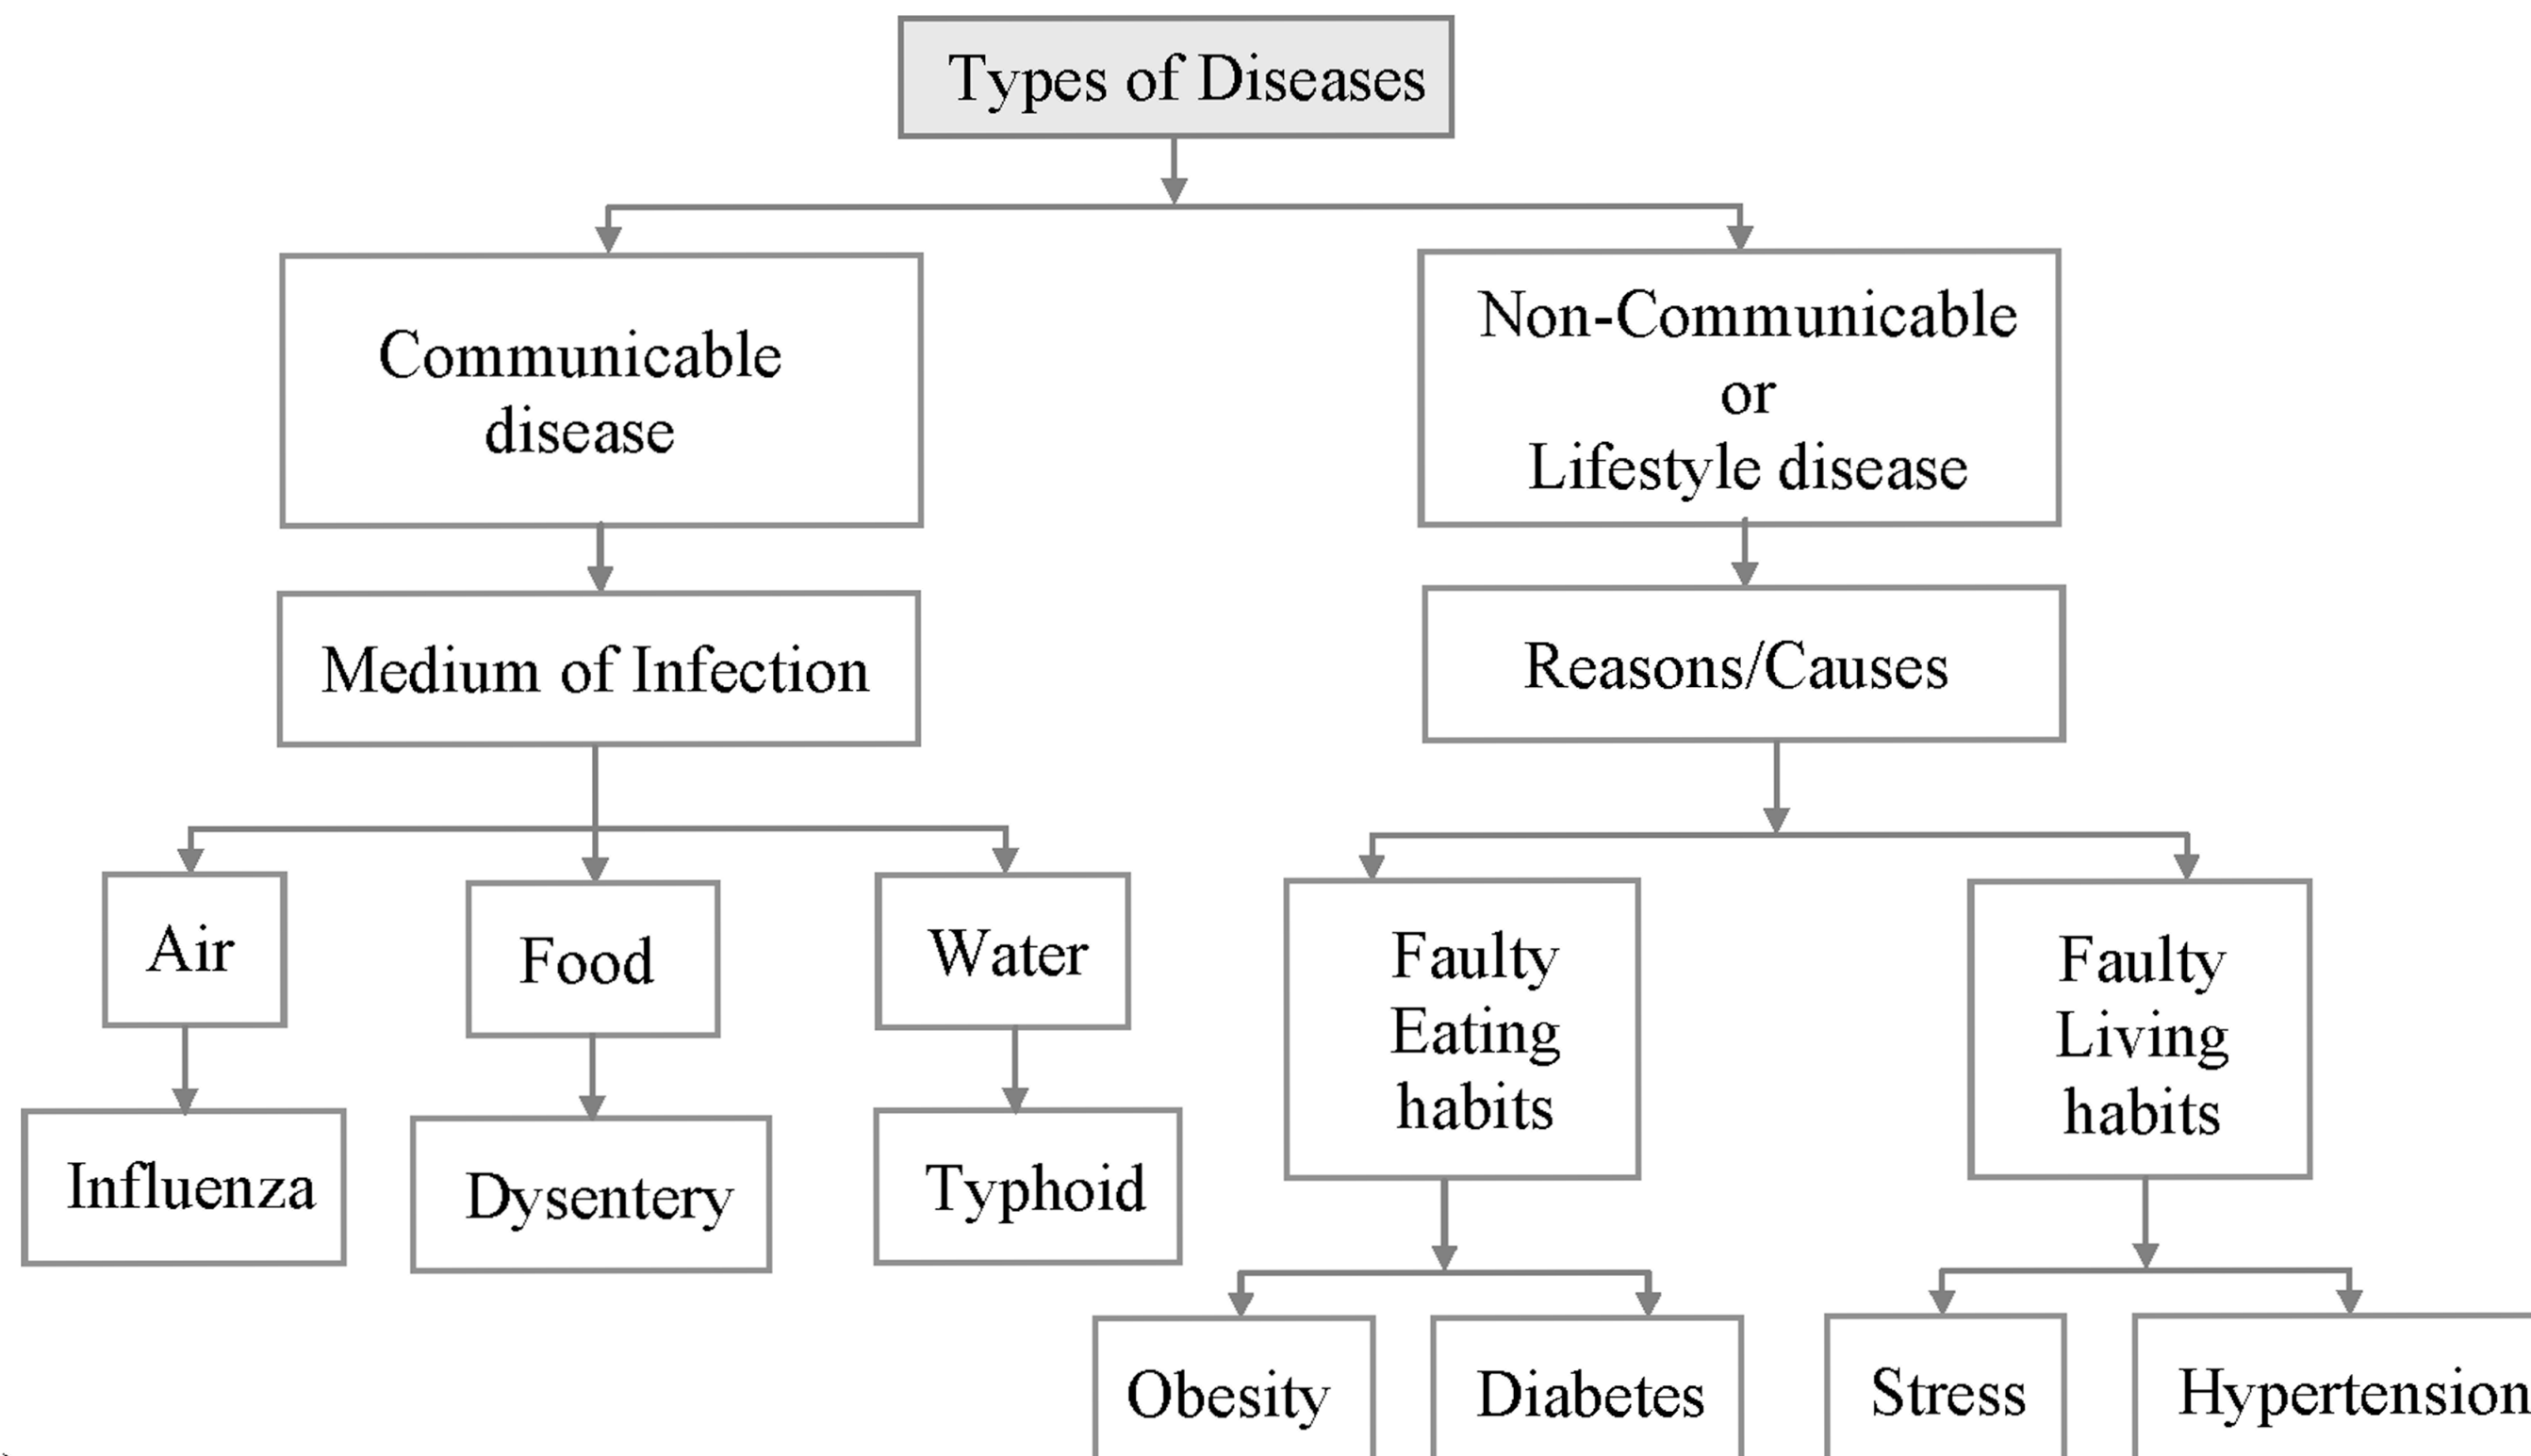 Types of Diseases
Communicable
disease
Non-Communicable
or
Lifestyle disease
Medium of Infection
Reasons/Causes
Air
Food
Water
Faulty
Eating
habits
Faulty
Living
habits
Influenza
Dysentery
Typhoid
Obesity
Diabetes
Stress
Hypertension